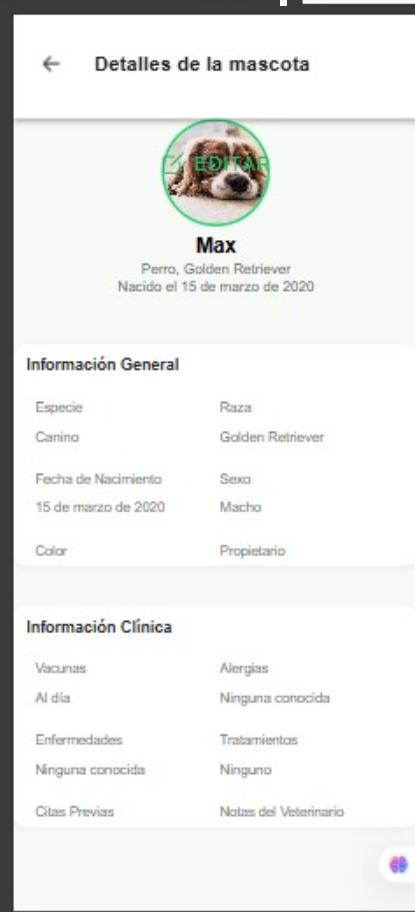 Detalles de la mascota
EDITAR
Max
Perro, Golden Retriever
Nacido el 15 de marzo de 2020
Información General
Especie Raza
Canino Golden Retriever
Fecha de Nacimiento Sexo
15 de marzo de 2020 Macho
Color Propietario
Información Clínica
Vacunas Alergias
Al día Ninguna conocida
Enfermedades Tratamientos
Ninguna conocida Ninguno
Citas Previas Notas del Veterinario